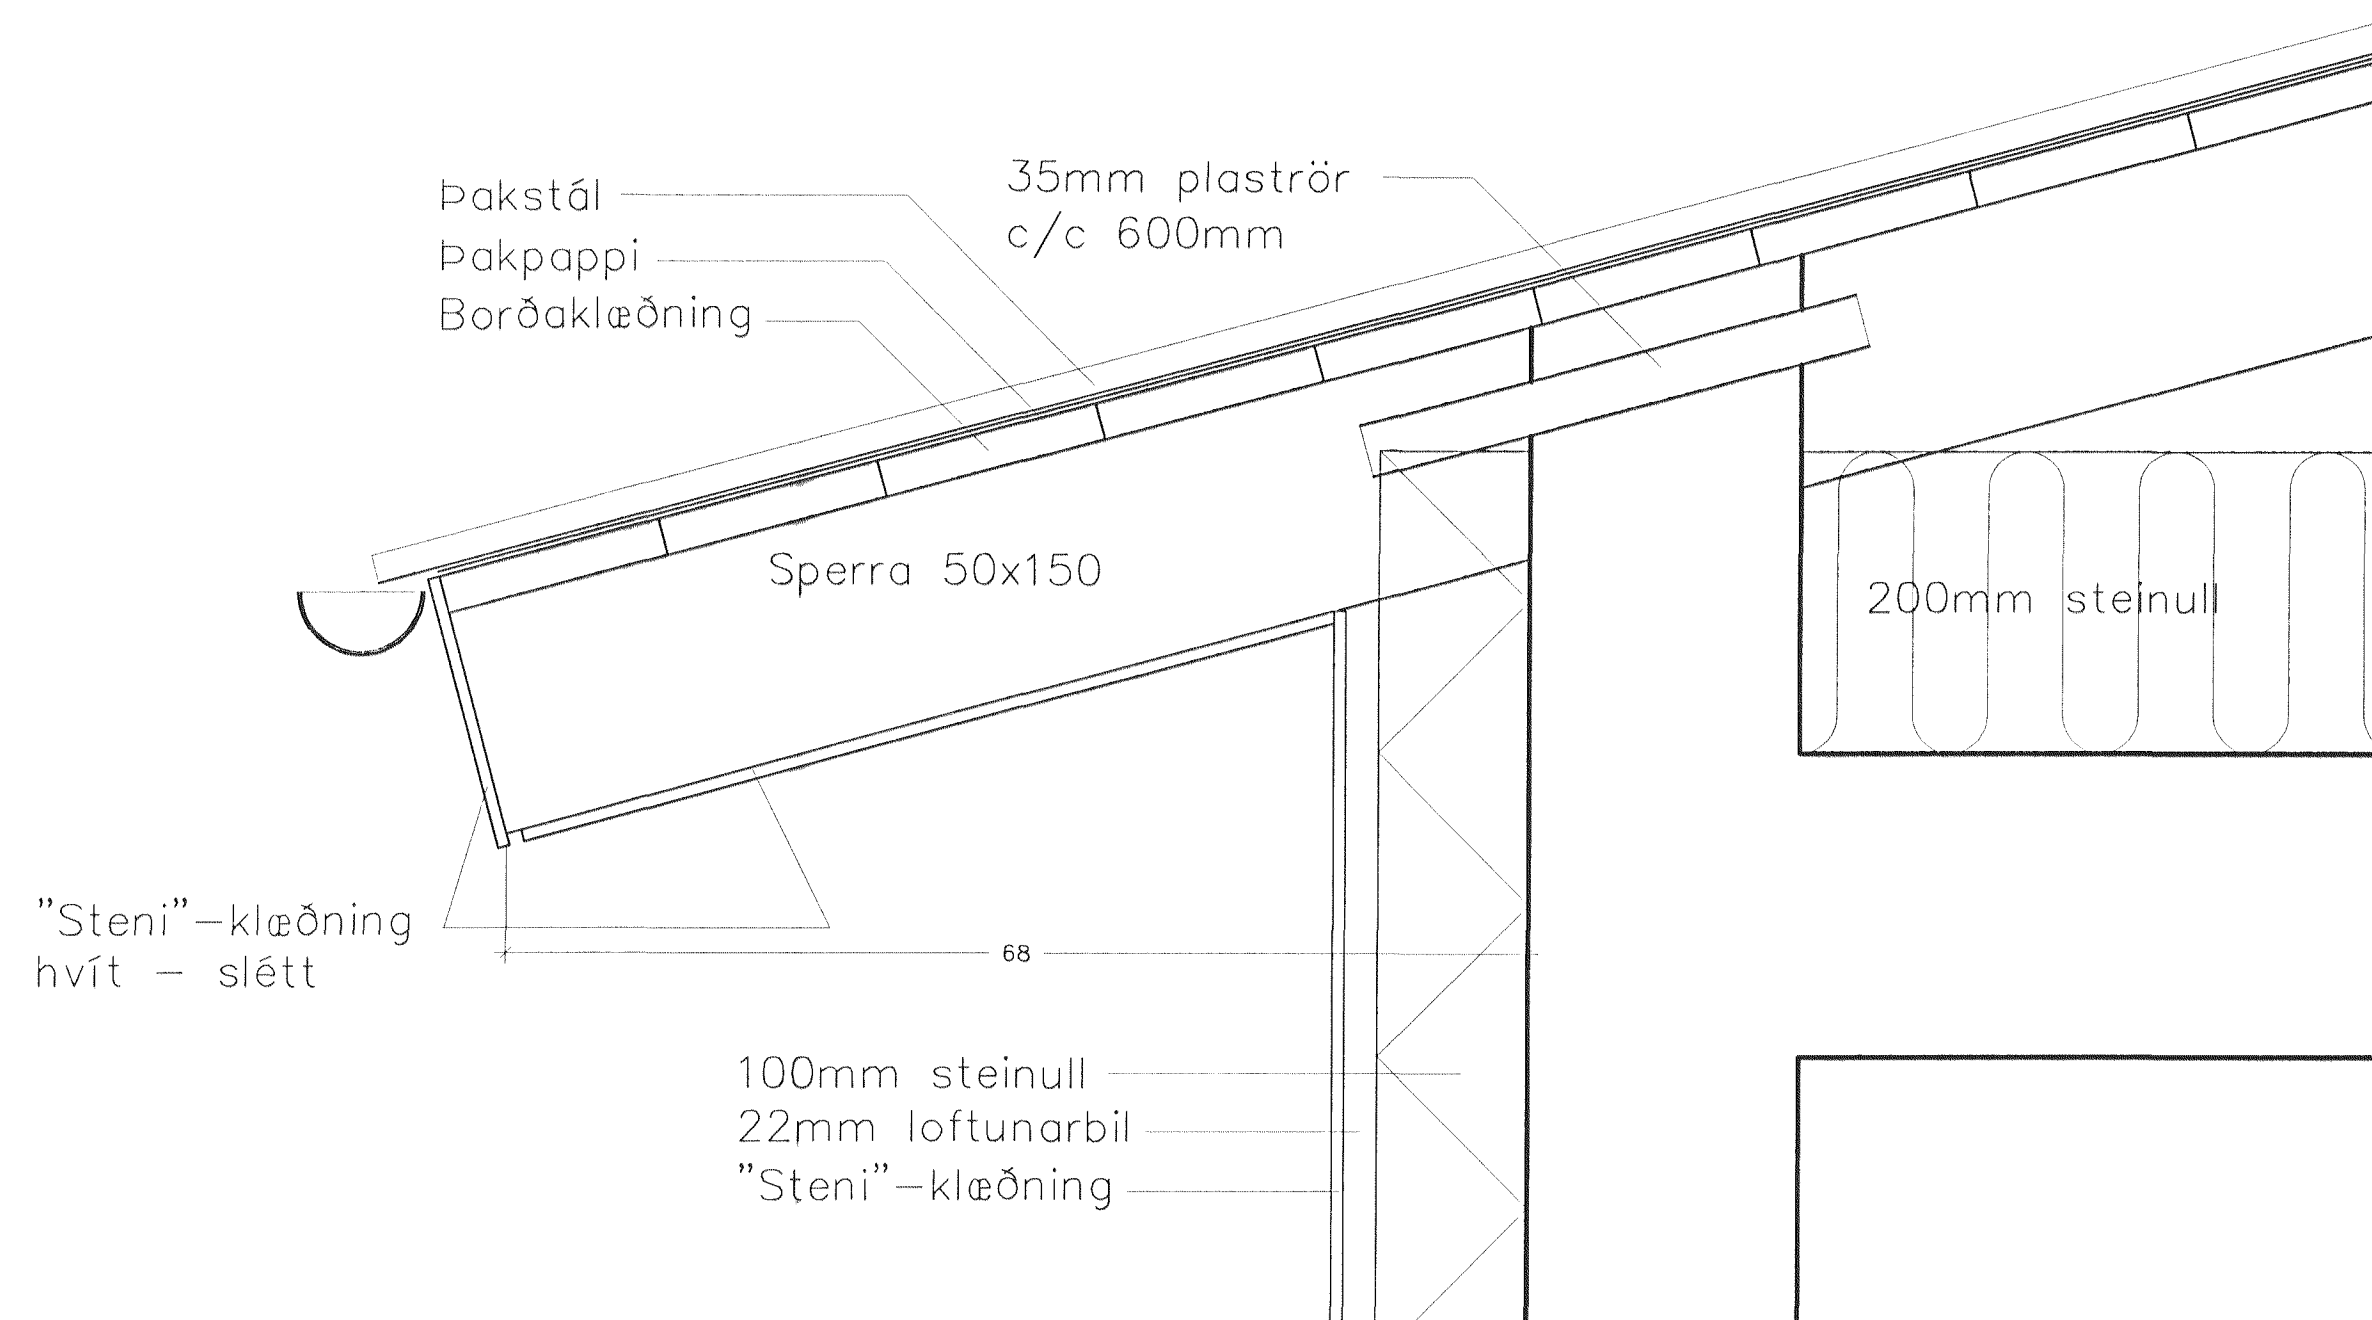 Þakstál
Þakpappi
Borðaklæðning
35mm plaströr
c/c 600mm
Sperra 50x150
200mm steinull
"Steni"–klæðning
hvít – slétt
68
100mm steinull
22mm loftunarbil
"Steni"–klæðning